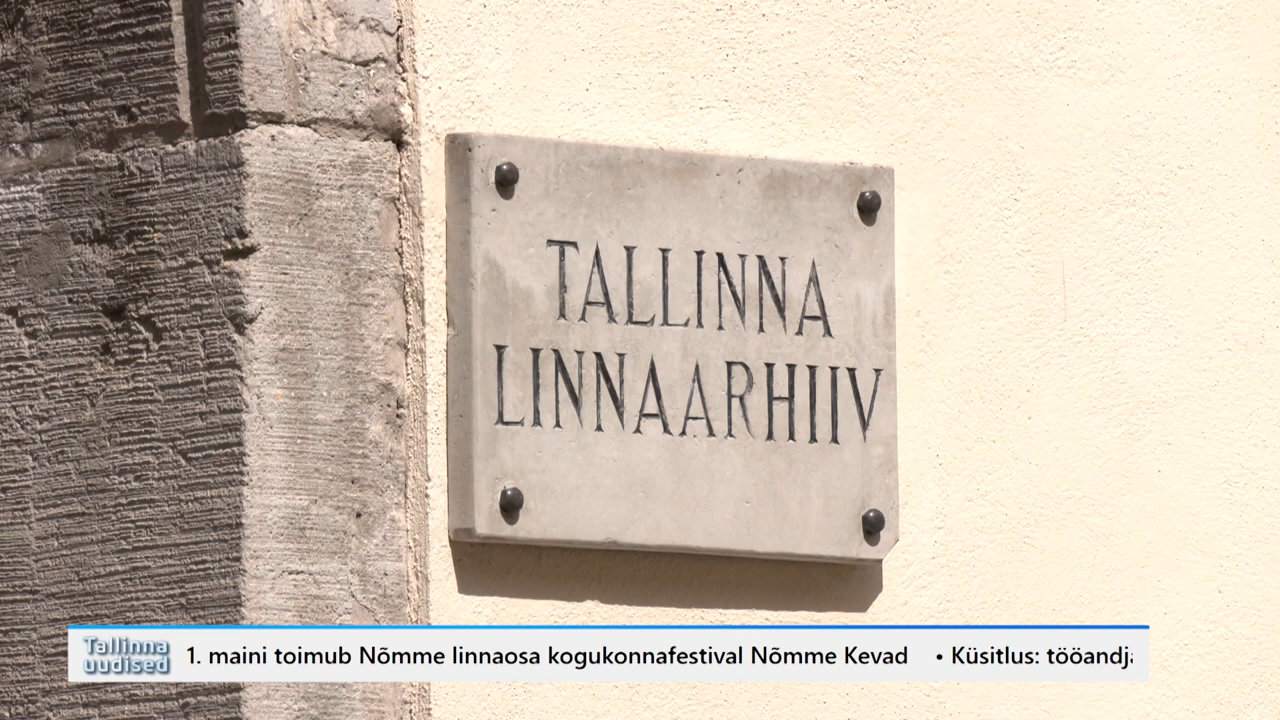 TALLINNA
LINNAARHIIV
Tallinna
uudised
1. maini toimub Nõmme linnaosa kogukonnafestival Nõmme Kevad • Küsitlus: